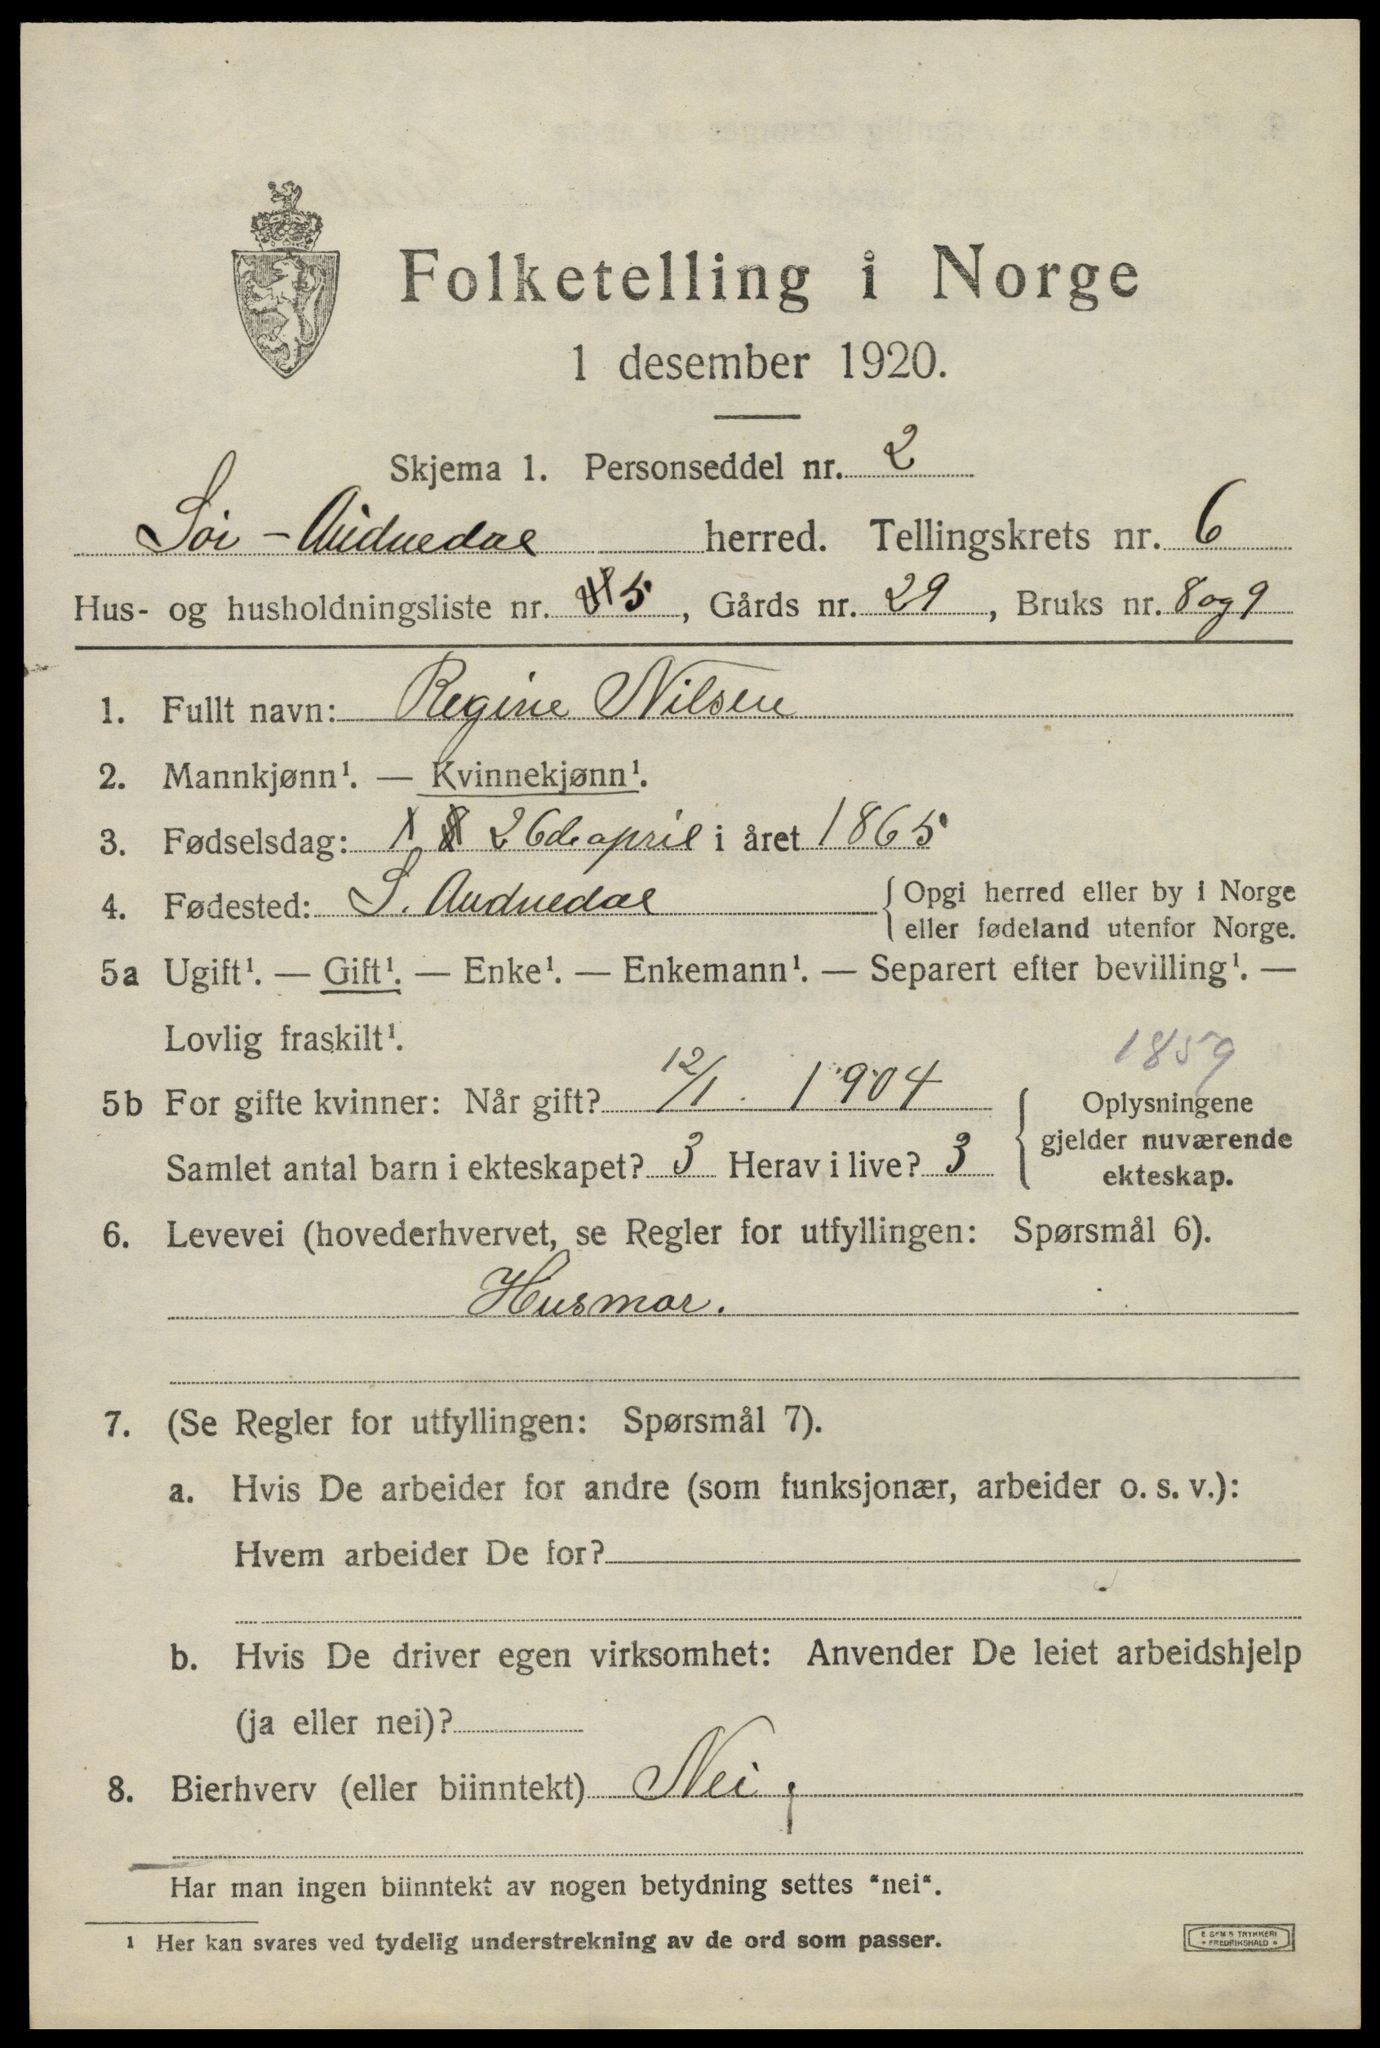 Folketelling i Norge
1 desember 1920.
Skjema 1. Personseddel nr. 2
Sør-Audnedal herred. Tellingskrets nr. 6
Hus- og husholdningsliste nr. 5, Gårds nr. 29, Bruks nr. 8 og 9
1. Fullt navn: Regine Nilsen
2. Mannkjønn¹. — Kvinnekjønn¹.
3. Fødselsdag: 26de april i året 1865
4. Fødested: S. Audnedal { Opgi herred eller by i Norge
eller fødeland utenfor Norge.
5a Ugift¹. — Gift¹. — Enke¹. — Enkemann¹. — Separert efter bevilling¹. —
Lovlig fraskilt¹.
1859
5b For gifte kvinner: Når gift? 12/1. 1904
Samlet antal barn i ekteskapet? 3 Herav i live? 3
{ Oplysningene
gjelder nuværende
ekteskap.
6. Levevei (hovederhvervet, se Regler for utfyllingen: Spørsmål 6).
Husmor.
7. (Se Regler for utfyllingen: Spørsmål 7).
a. Hvis De arbeider for andre (som funksjonær, arbeider o. s. v.):
Hvem arbeider De for?
b. Hvis De driver egen virksomhet: Anvender De leiet arbeidshjelp
(ja eller nei)?
8. Bierhverv (eller biinntekt) Nei
Har man ingen biinntekt av nogen betydning settes "nei".
¹ Her kan svares ved tydelig understrekning av de ord som passer.